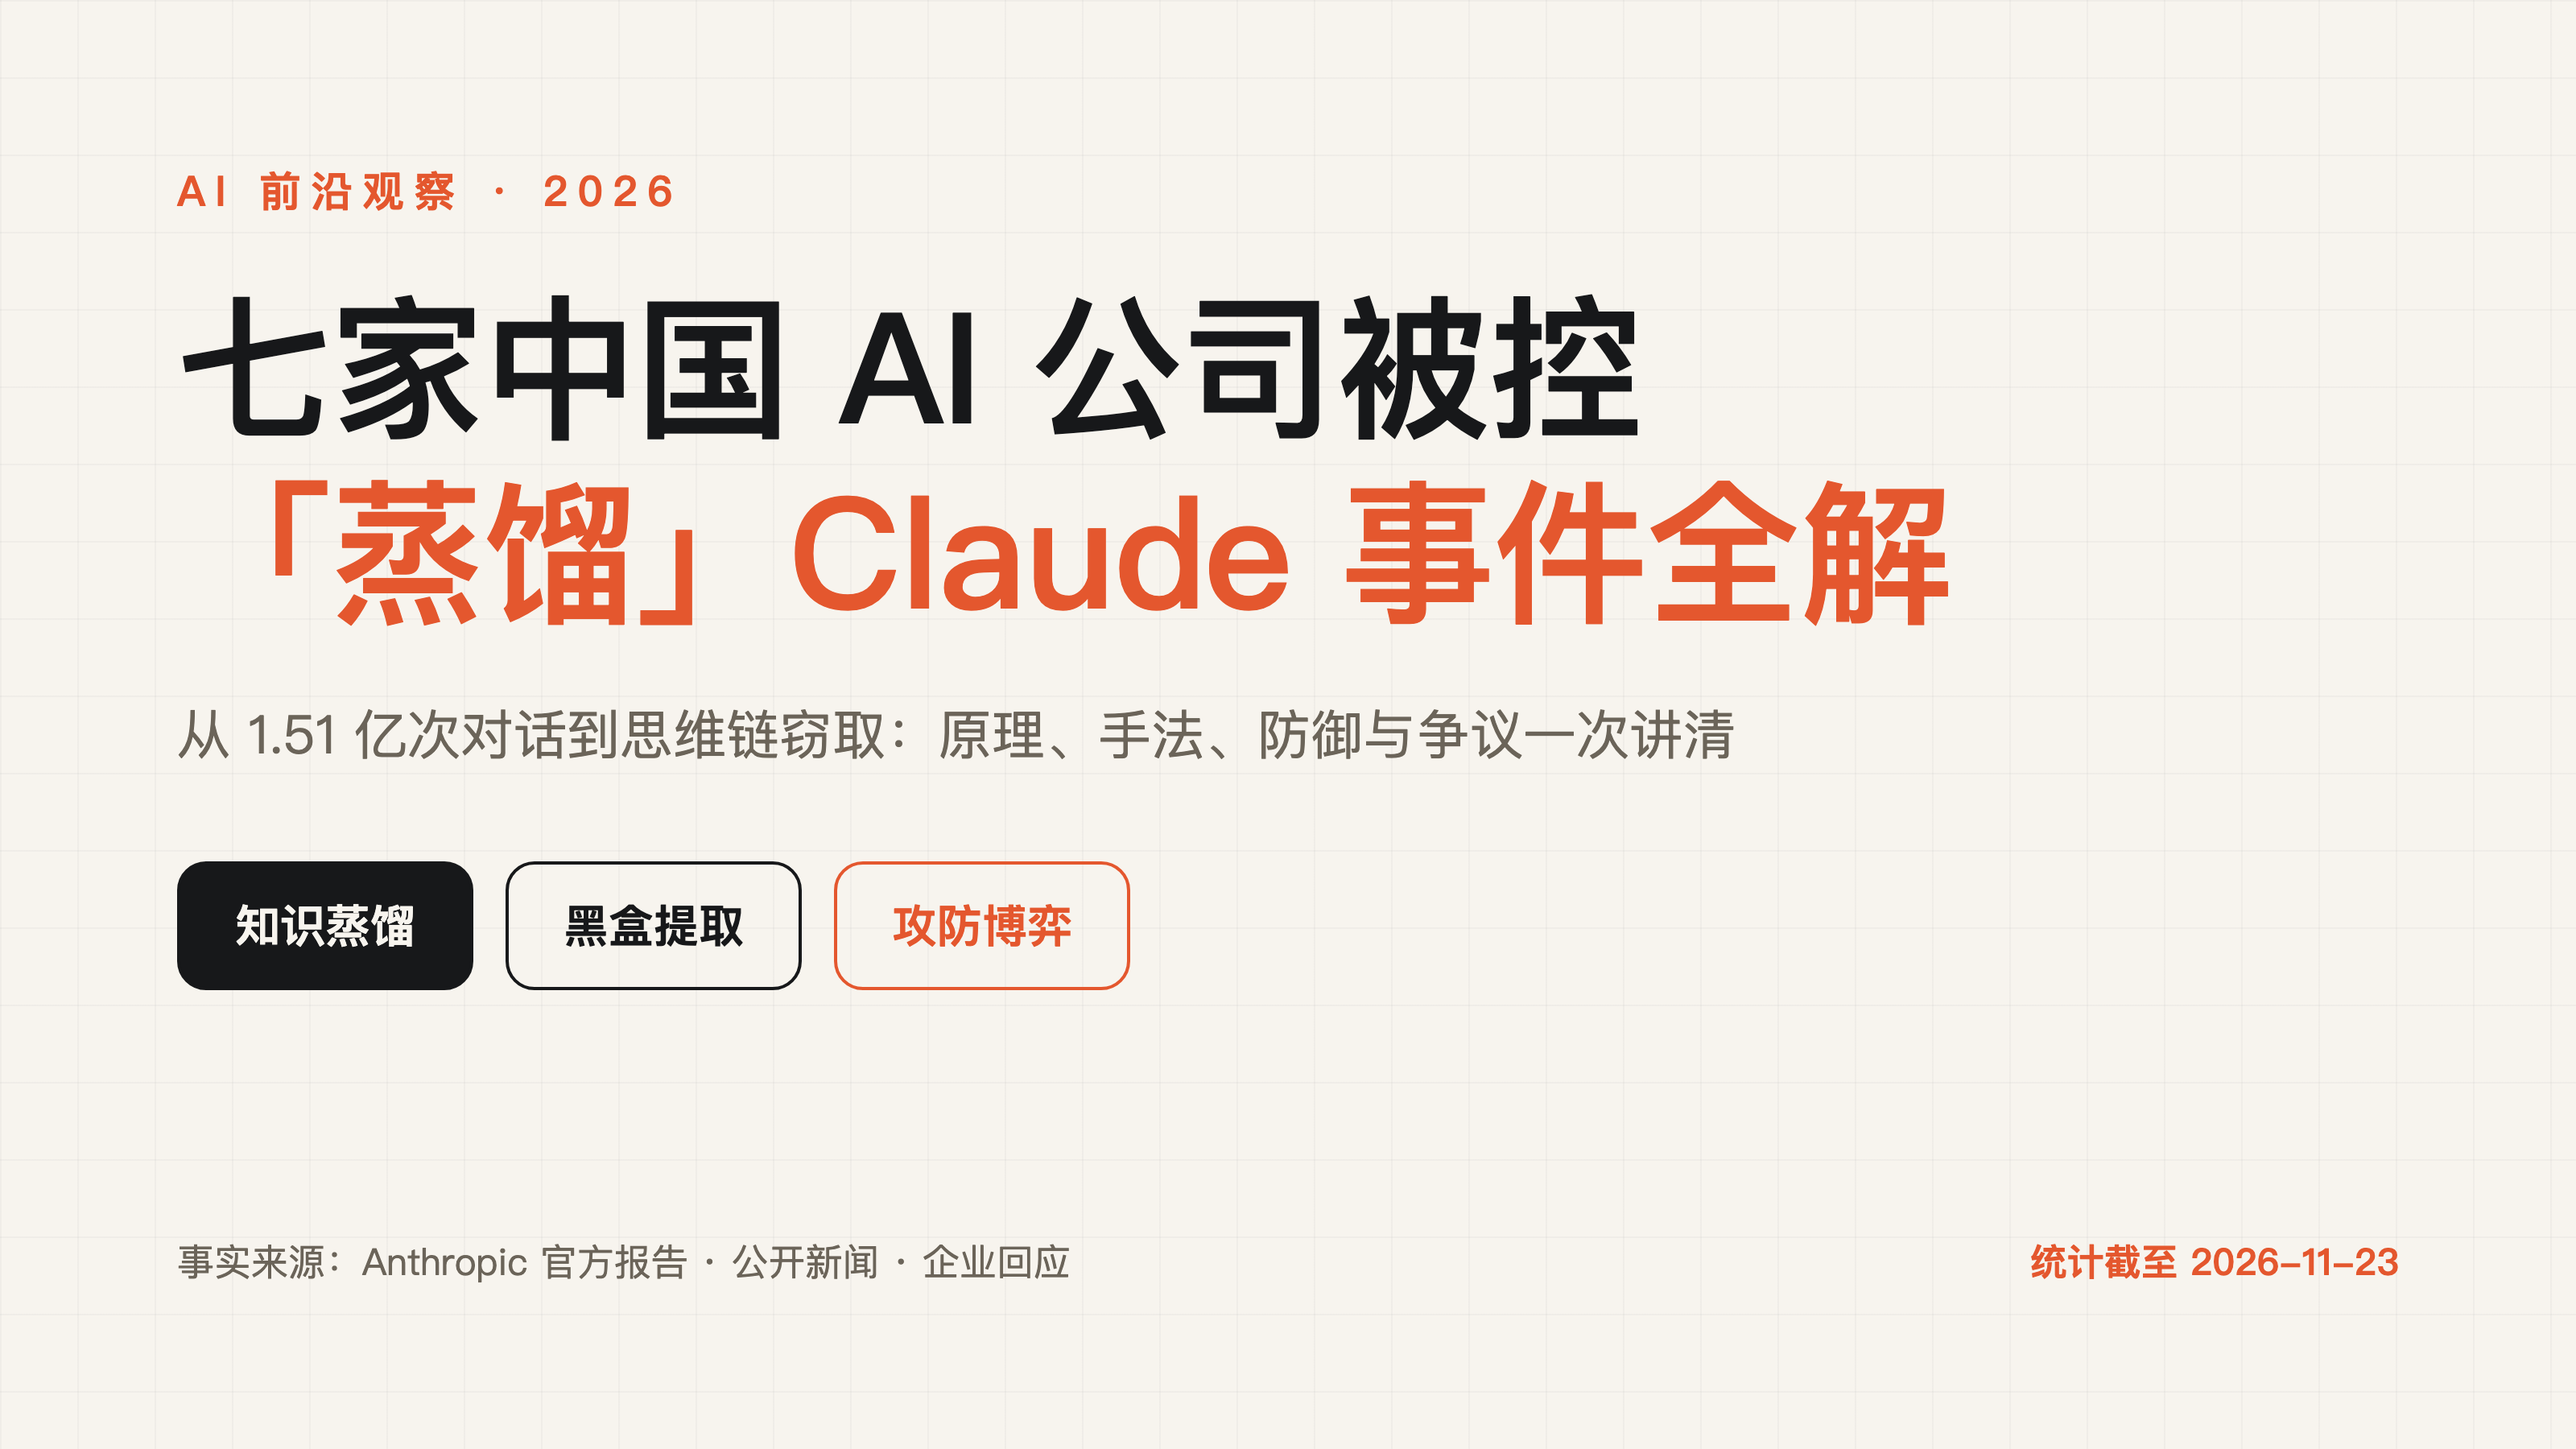 AI 前沿观察 · 2026
七家中国 AI 公司被控
「蒸馏」Claude 事件全解
从 1.51 亿次对话到思维链窃取：原理、手法、防御与争议一次讲清
知识蒸馏
黑盒提取
攻防博弈
事实来源：Anthropic 官方报告 · 公开新闻 · 企业回应
统计截至 2026-11-23